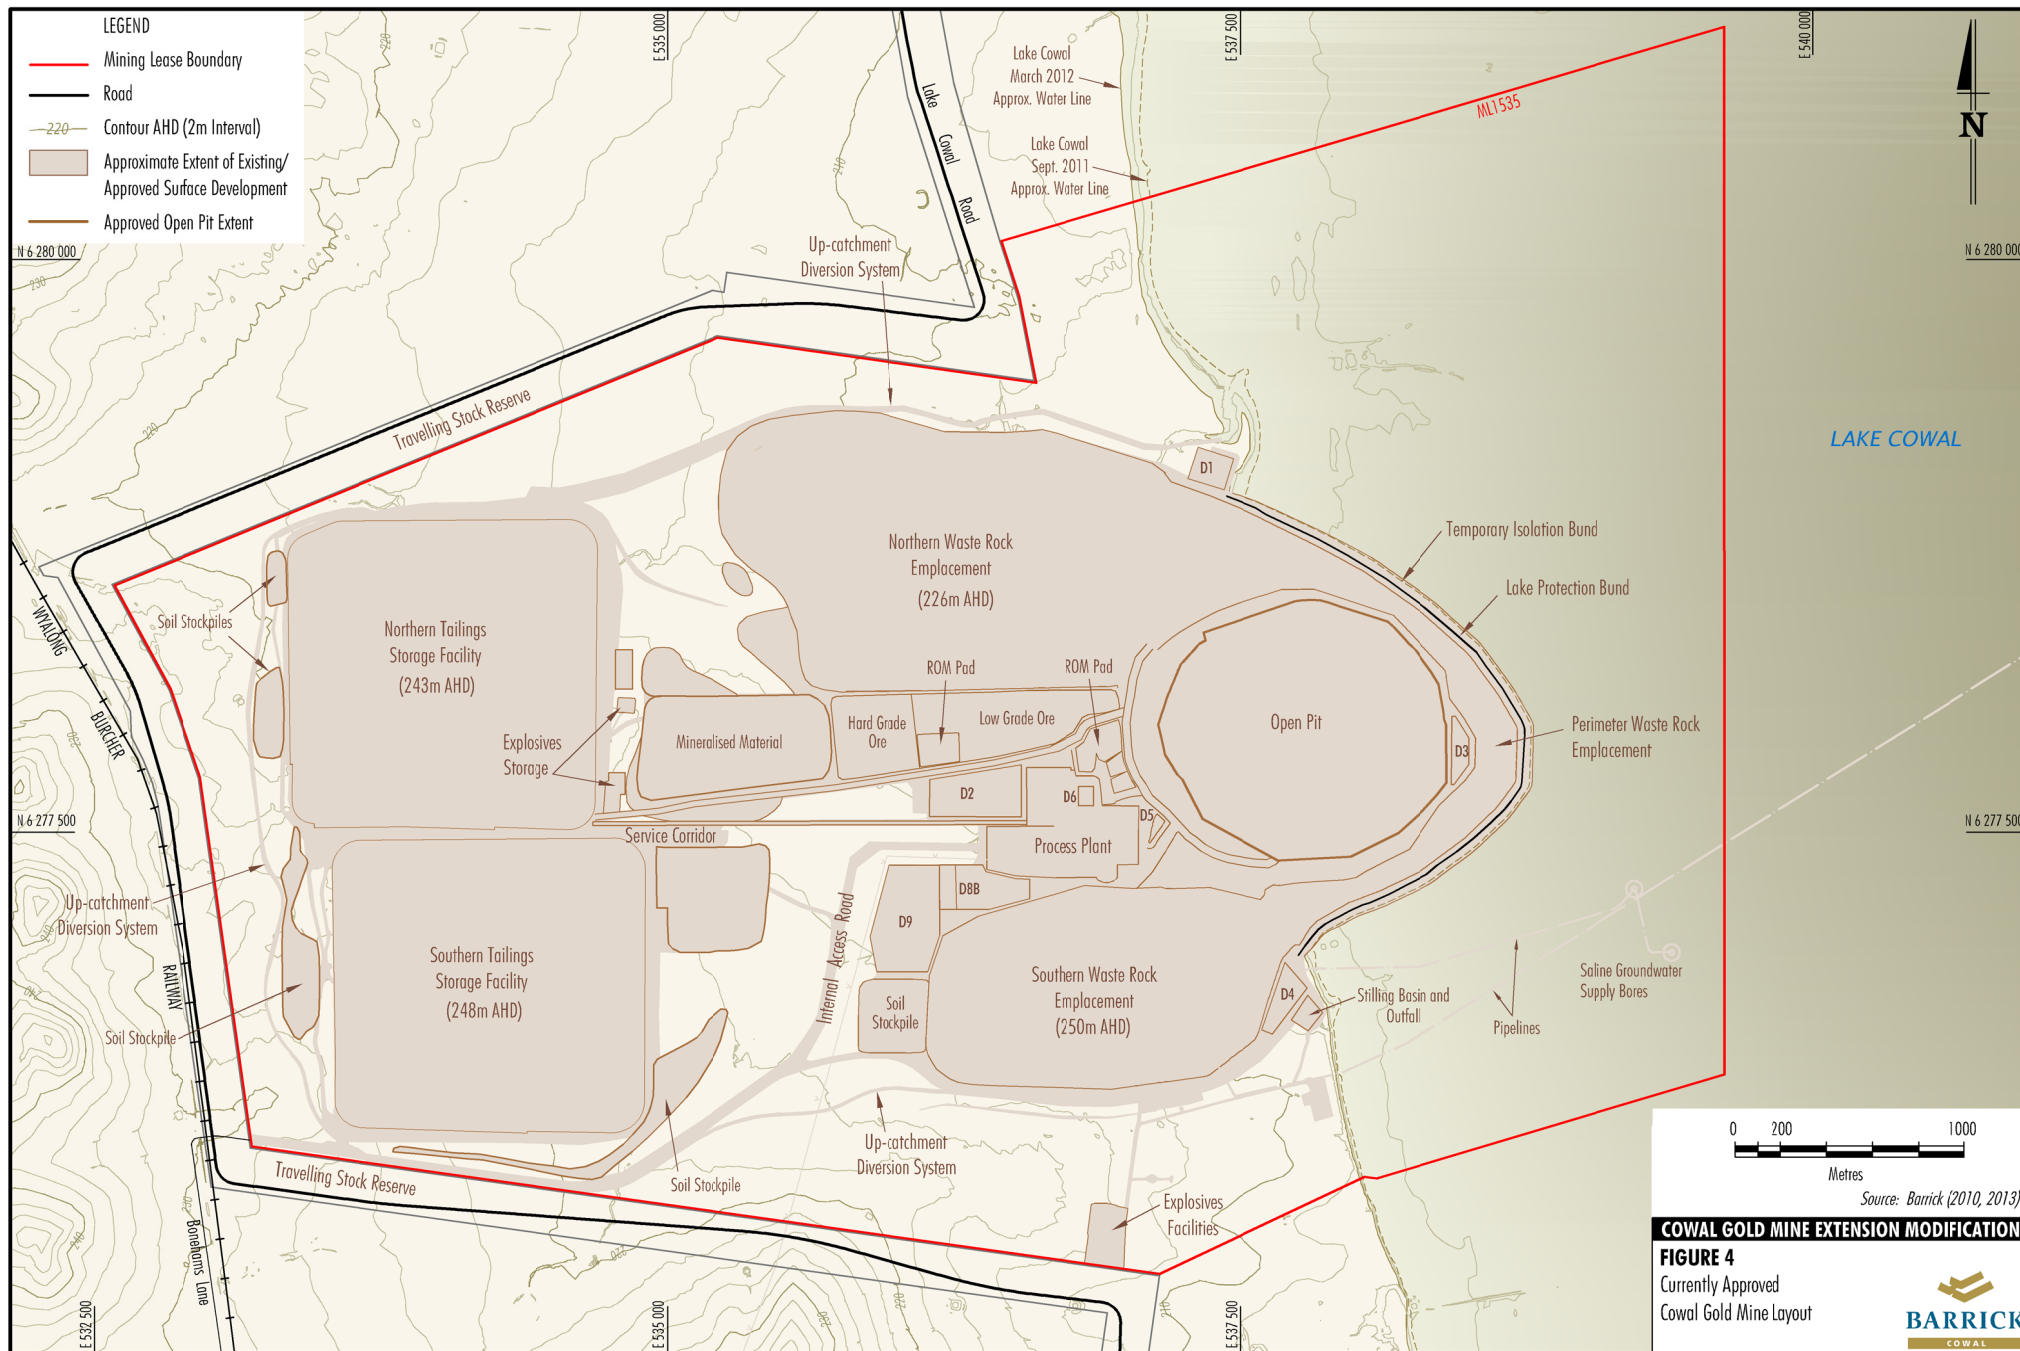 LEGEND
Mining Lease Boundary
Road
220
Contour AHD (2m Interval)
Approximate Extent of Existing/
Approved Surface Development
Approved Open Pit Extent
E 535 000
E 537 500
E 540 000
Lake Cowal
March 2012
Approx. Water Line
Lake Cowal
Sept. 2011
Approx. Water Line
Lake Cowal Road
ML1535
N
N 6 280 000
N 6 280 000
220
210
230
220
Up-catchment
Diversion System
LAKE COWAL
Travelling Stock Reserve
D1
Temporary Isolation Bund
Northern Waste Rock
Emplacement
(226m AHD)
Lake Protection Bund
Soil Stockpiles
Northern Tailings
Storage Facility
(243m AHD)
WYALONG
BURCHER
RAILWAY
ROM Pad
ROM Pad
Hard Grade
Ore
Low Grade Ore
Open Pit
Mineralised Material
Explosives
Storage
D3
Perimeter Waste Rock
Emplacement
D2
D6
D5
N 6 277 500
N 6 277 500
Service Corridor
Process Plant
D8B
D9
Up-catchment
Diversion System
Internal Access Road
Southern Tailings
Storage Facility
(248m AHD)
Southern Waste Rock
Emplacement
(250m AHD)
Soil
Stockpile
D4
Stilling Basin and
Outfall
Saline Groundwater
Supply Bores
Pipelines
Soil Stockpile
240
Up-catchment
Diversion System
Soil Stockpile
Travelling Stock Reserve
Explosives
Facilities
Bonehams Lane
220
210
E 532 500
E 535 000
E 537 500
0 200 1000
Metres
Source: Barrick (2010, 2013)
COWAL GOLD MINE EXTENSION MODIFICATION
FIGURE 4
Currently Approved
Cowal Gold Mine Layout
BARRICK
COWAL